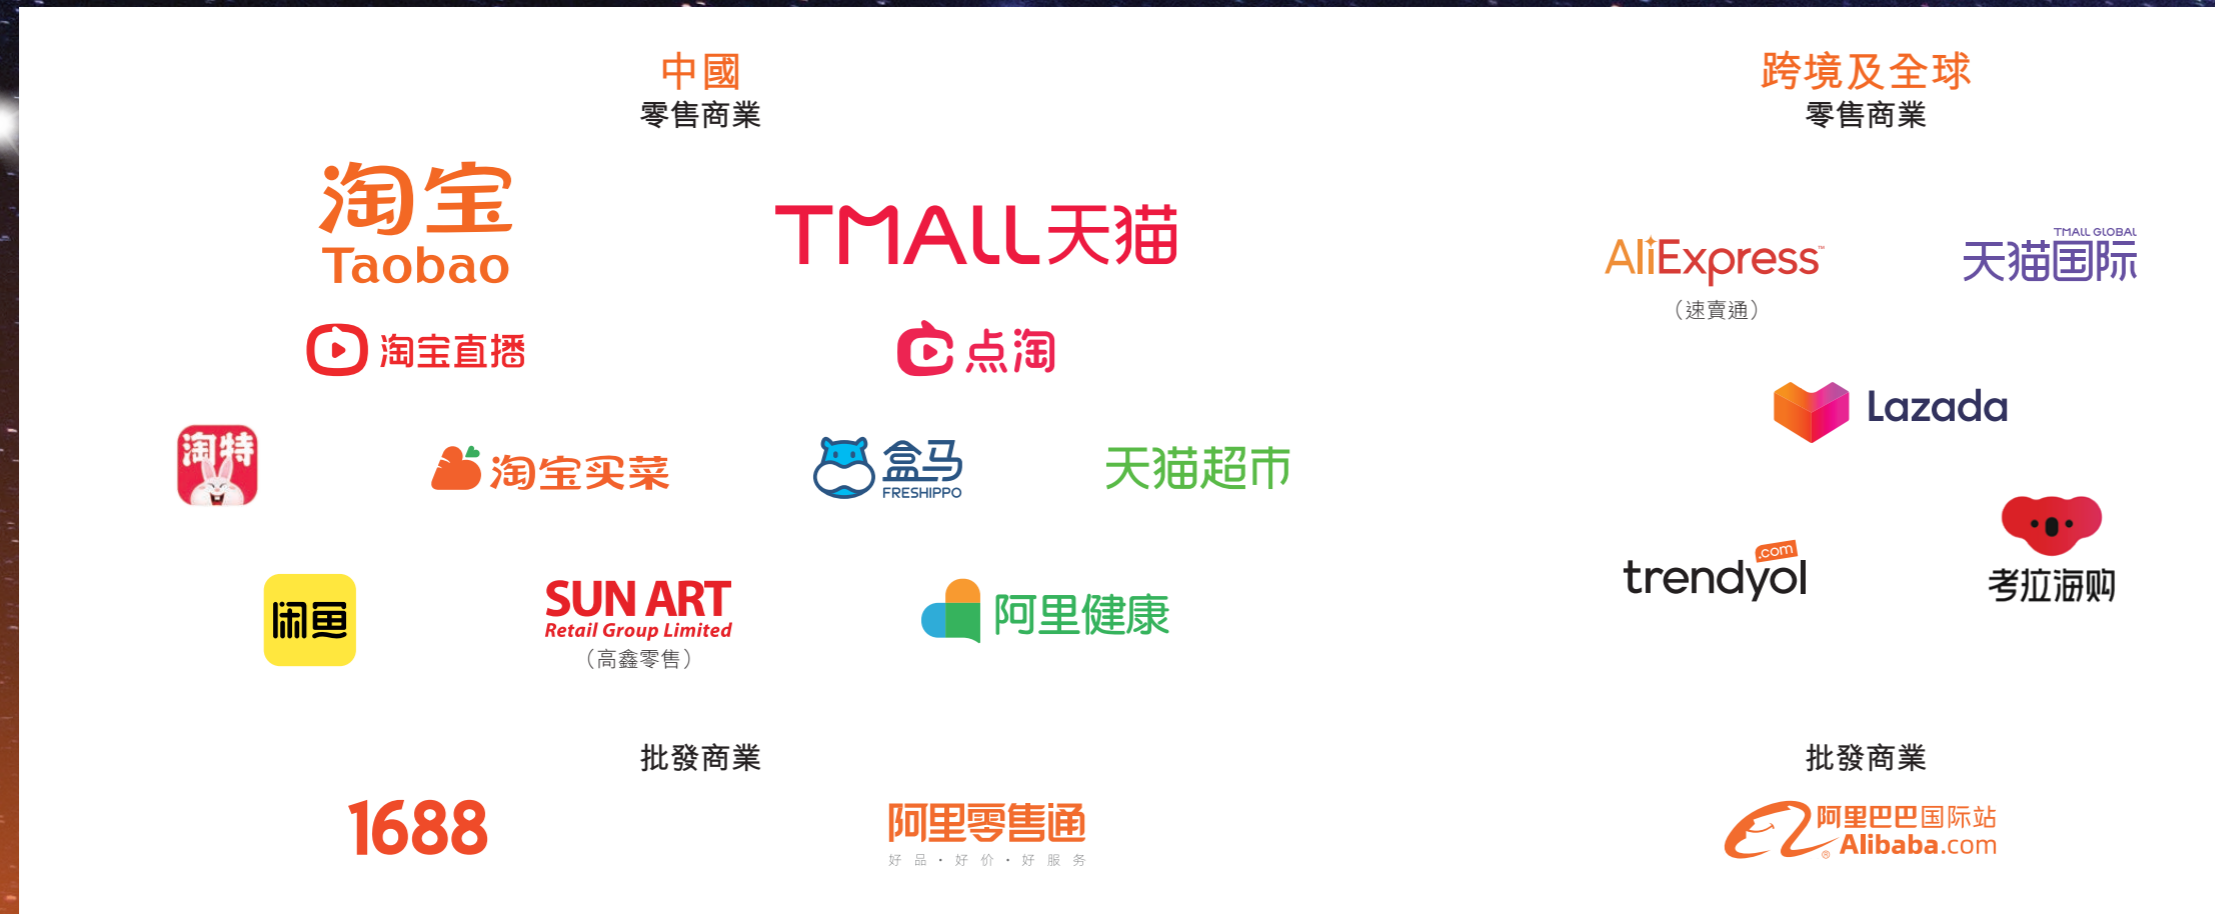 中國
零售商業
淘宝
Taobao
TMALL天猫
淘宝直播
点淘
淘特
淘宝买菜
盒马
FRESHIPPO
天猫超市
闲鱼
SUN ART
Retail Group Limited
（高鑫零售）
阿里健康
批發商業
1688
阿里零售通
好品·好价·好服务
跨境及全球
零售商業
AliExpress™
（速賣通）
TMALL GLOBAL
天猫国际
Lazada
trendyol
.com
考拉海购
批發商業
阿里巴巴国际站
®Alibaba.com